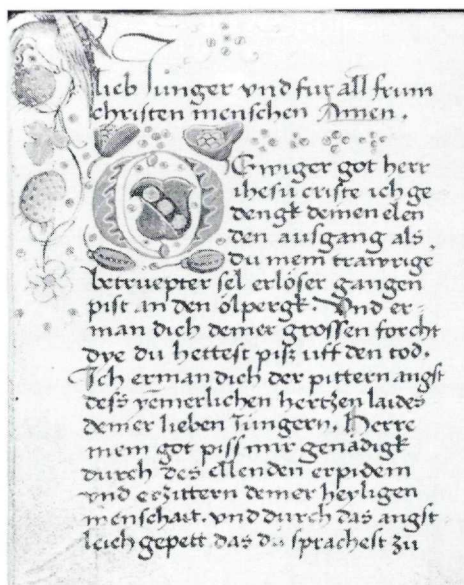 lieb Junger vnd fur all frum
christen menschen Amen.
O Ewiger got herr
ihesu criste ich ge
dengk deinen elen
den ausgang als
du mein trawrige
betruepter sel erlöser gangen
pist an den ölpergk. Vnd er-
man dich deiner grossen forcht
dye du hettest pisz uff den tod.
Ich erman dich der pittern angst
dess yemerlichen hertzen laides
deiner lieben Jungern. Herre
mein got piss mir genädigk
durch des ellenden erpidem
vnd erzittern deiner heyligen
menschait. vnd durch das angst
leich gepett das du sprachest zu